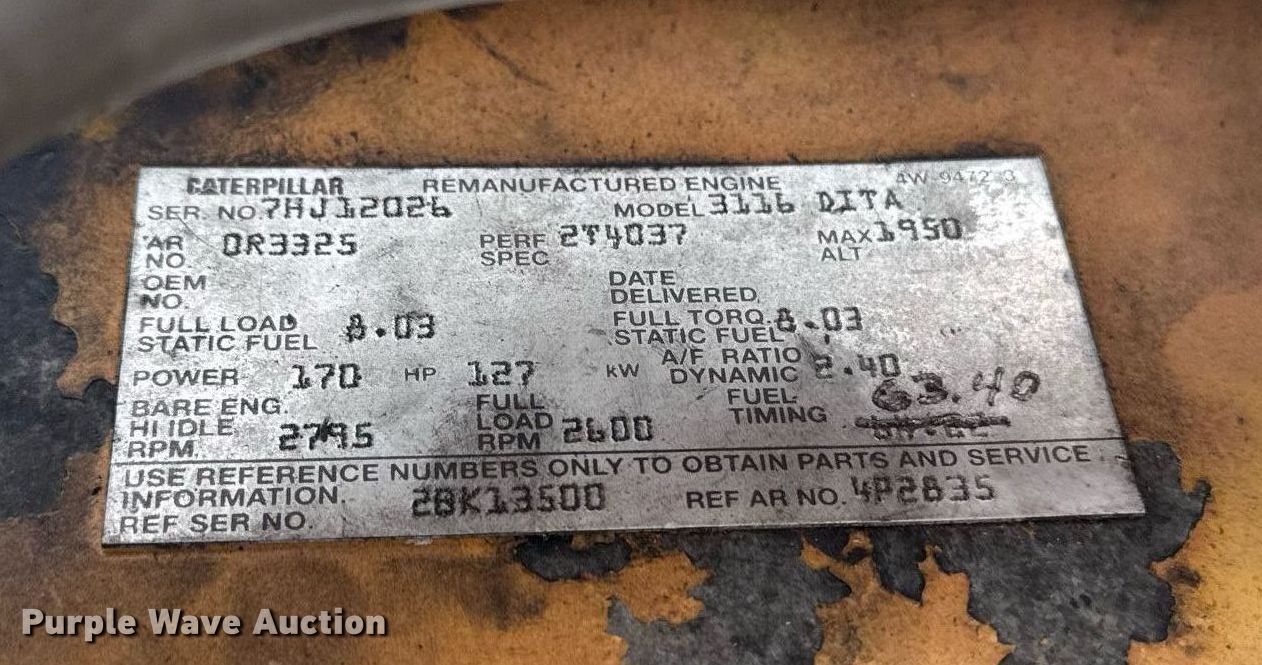 CATERPILLAR REMANUFACTURED ENGINE 4W 9472 3
SER. NO 7HJ12026 MODEL 3116 DITA
AR NO. 0R3325 PERF SPEC 2T4037 MAX ALT 1950
OEM NO. DATE DELIVERED
FULL LOAD STATIC FUEL 8.03 FULL TORQ. STATIC FUEL 8.03
POWER 170 HP 127 kW A/F RATIO DYNAMIC 2.40
BARE ENG. HI IDLE RPM 2795 FULL LOAD RPM 2600 FUEL TIMING 63.40
USE REFERENCE NUMBERS ONLY TO OBTAIN PARTS AND SERVICE
INFORMATION.
REF SER NO. 2BK13500 REF AR NO. 4P2835
Purple Wave Auction